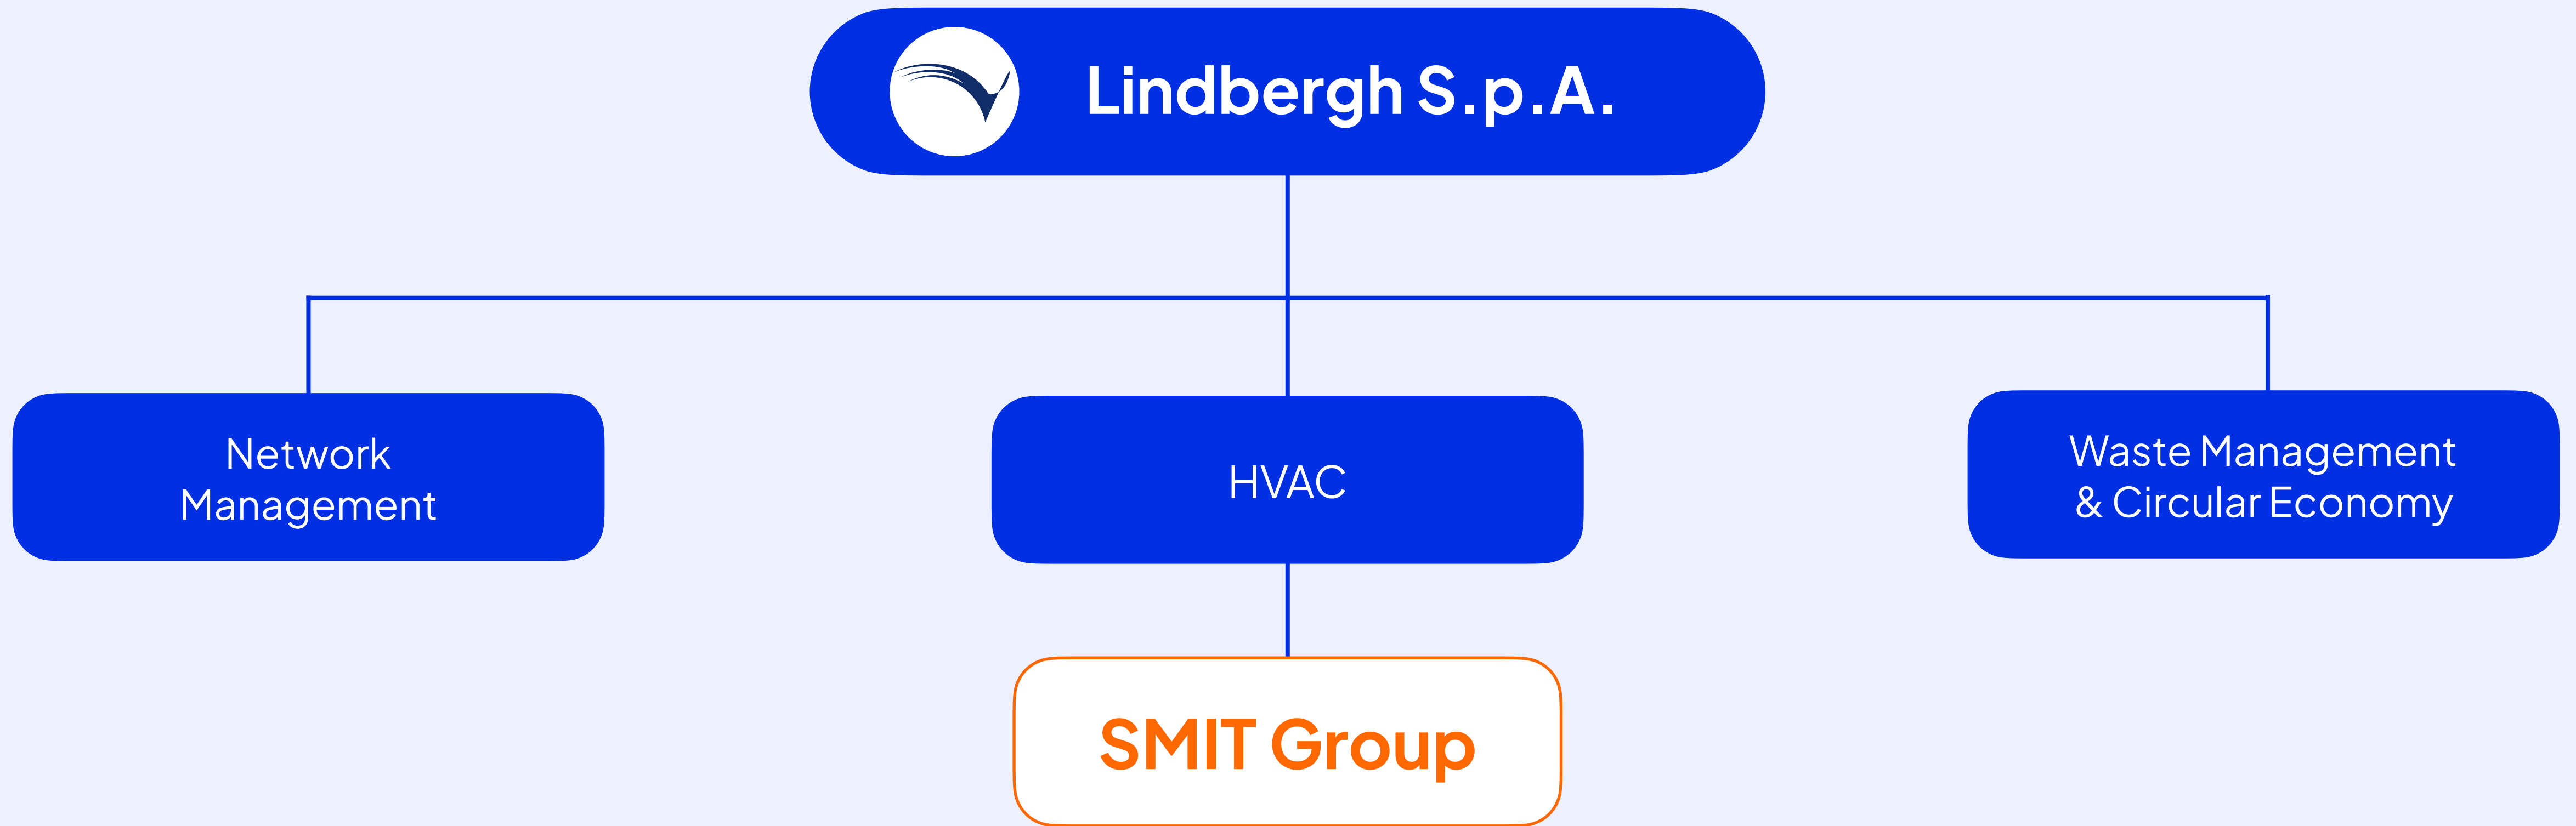 Lindbergh S.p.A.
Network
Management
HVAC
Waste Management
& Circular Economy
SMIT Group